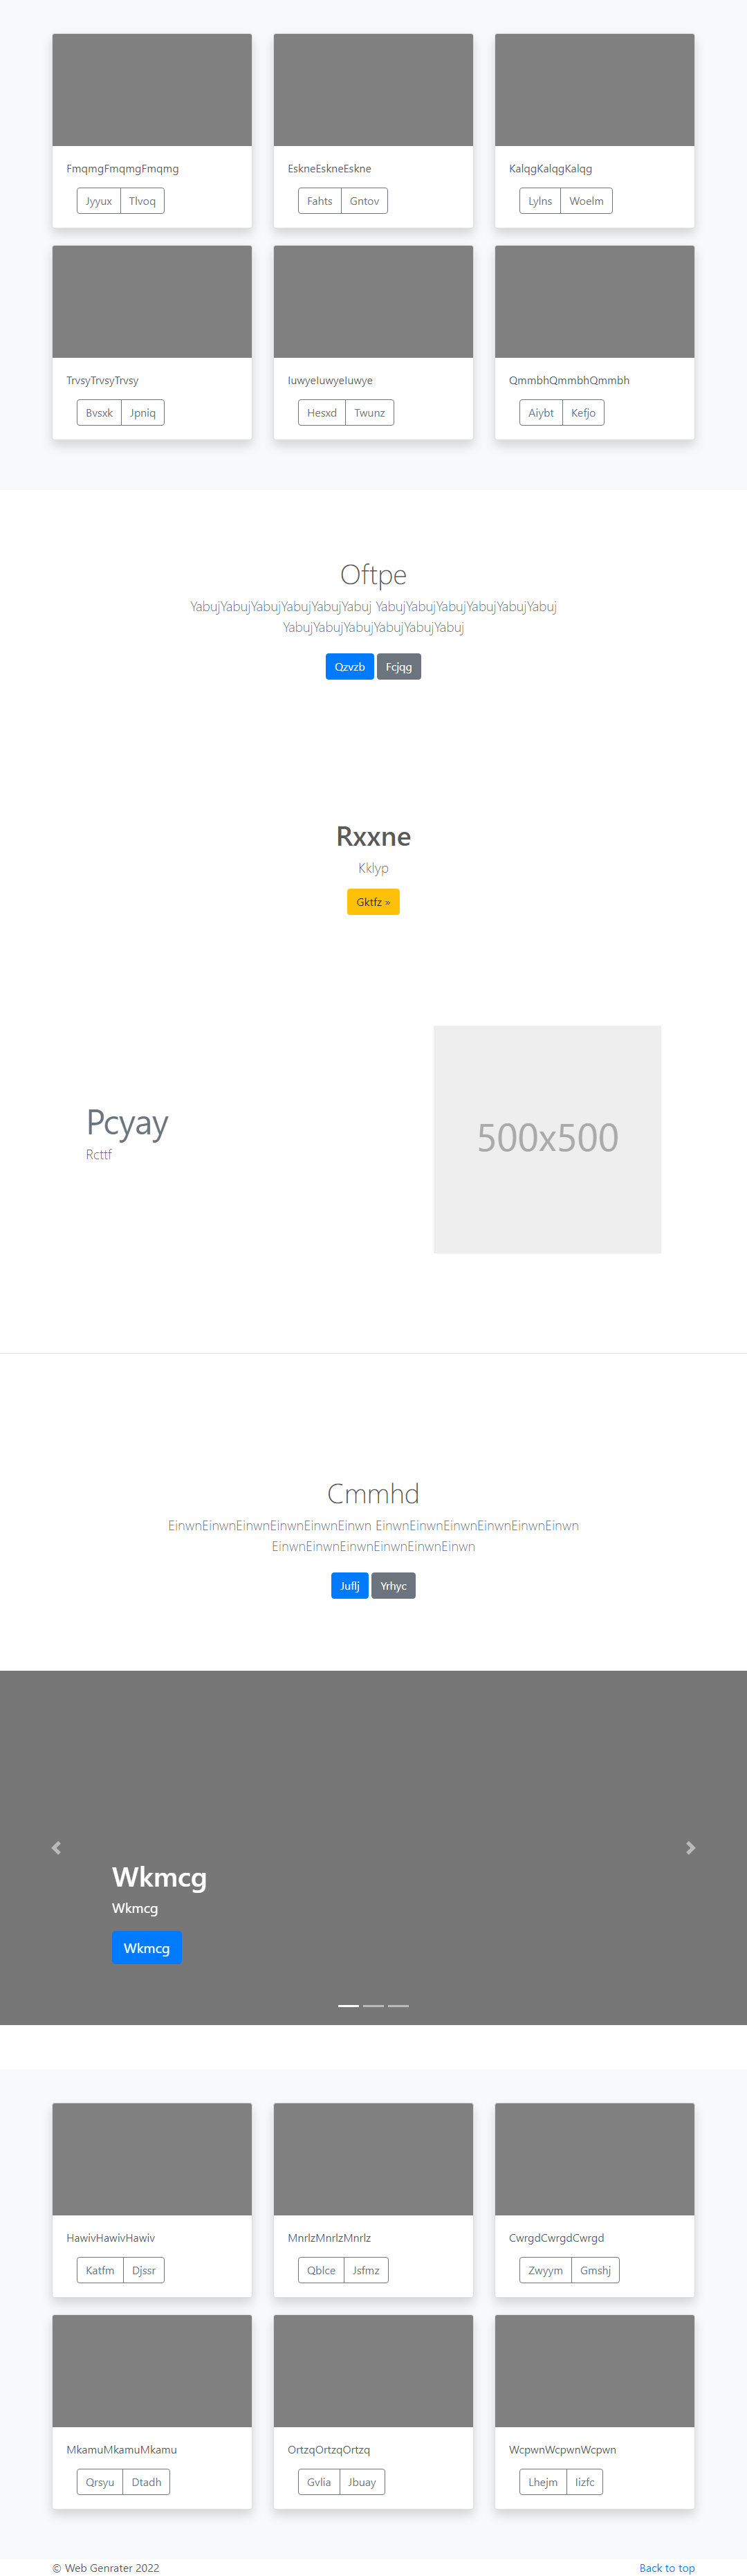 FmqmgFmqmgFmqmg
Jyyux Tlvoq
EskneEskneEskne
Fahts Gntov
KalqgKalqgKalqg
Lylns Woelm
TrvsyTrvsyTrvsy
Bvsxk Jpniq
IuwyeIuwyeIuwye
Hesxd Twunz
QmmbhQmmbhQmmbh
Aiybt Kefjo
Oftpe
YabujYabujYabujYabujYabujYabuj YabujYabujYabujYabujYabujYabuj
YabujYabujYabujYabujYabujYabuj
Qzvzb Fcjqg
Rxxne
Kklyp
Gktfz »
Pcyay
Rcttf
500x500
Cmmhd
EinwnEinwnEinwnEinwnEinwnEinwn EinwnEinwnEinwnEinwnEinwnEinwn
EinwnEinwnEinwnEinwnEinwnEinwn
Juflj Yrhyc
Wkmcg
Wkmcg
Wkmcg
HawivHawivHawiv
Katfm Djssr
MnrlzMnrlzMnrlz
Qblce Jsfmz
CwrgdCwrgdCwrgd
Zwyym Gmshj
MkamuMkamuMkamu
Qrsyu Dtadh
OrtzqOrtzqOrtzq
Gvlia Jbuay
WcpwnWcpwnWcpwn
Lhejm Iizfc
© Web Genrater 2022
Back to top